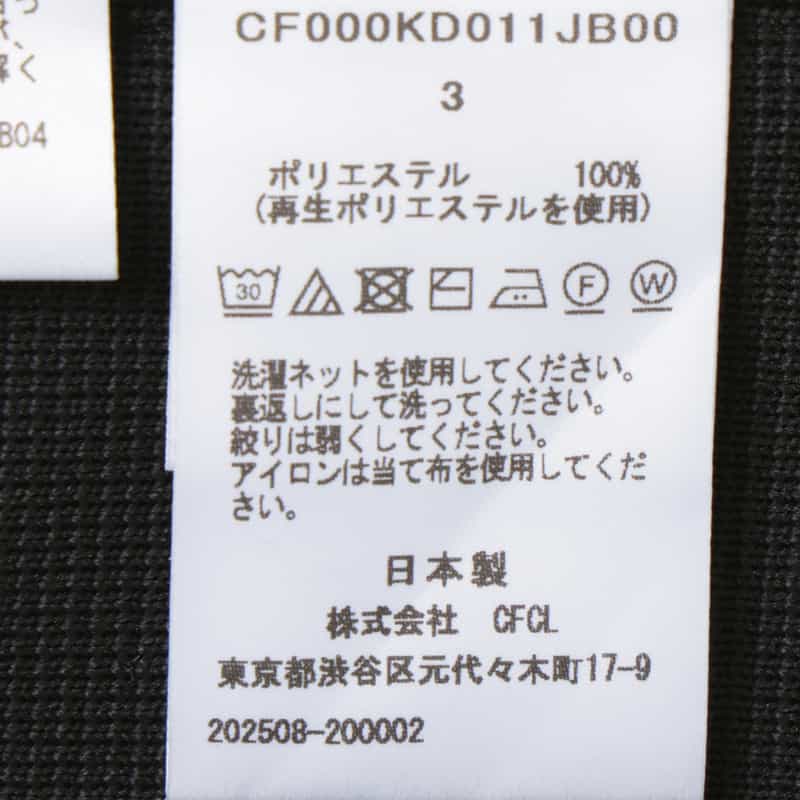 く
B04
CF000KD011JB00
3
ポリエステル 100%
(再生ポリエステルを使用)
30 F W
洗濯ネットを使用してください。
裏返しにして洗ってください。
絞りは弱くしてください。
アイロンは当て布を使用してくだ
さい。
日本製
株式会社 CFCL
東京都渋谷区元代々木町17-9
202508-200002